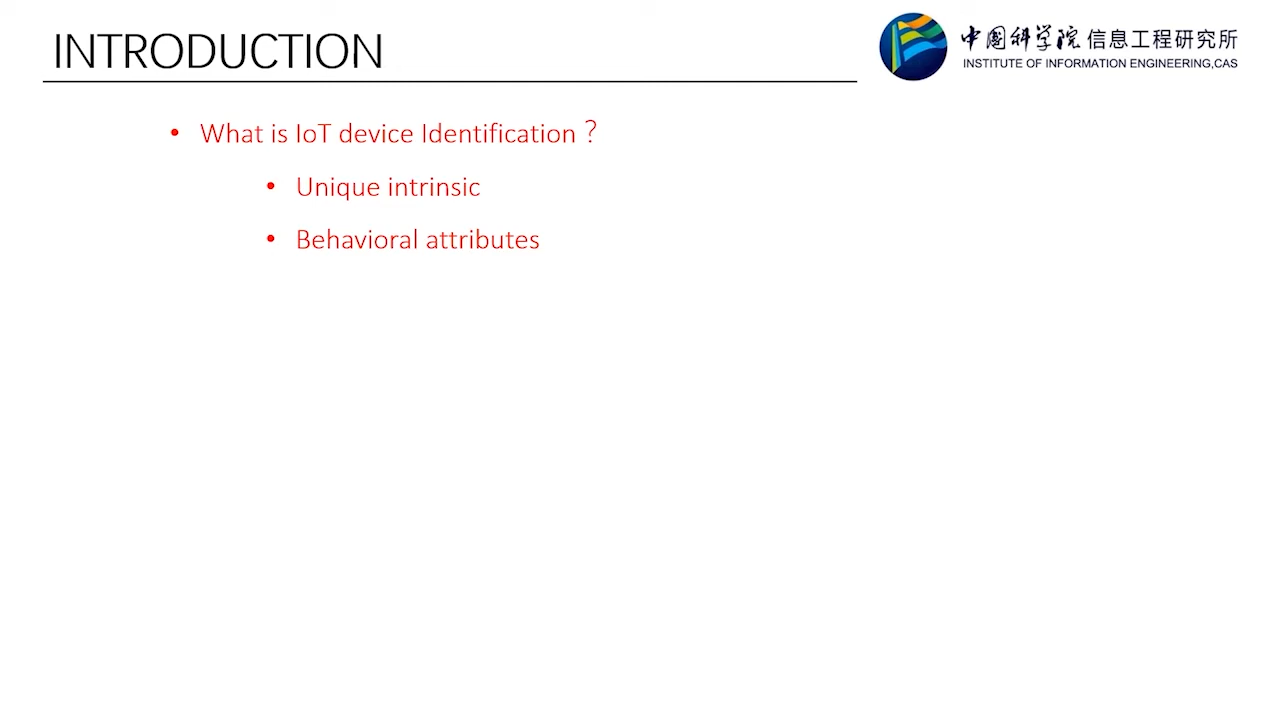 INTRODUCTION
中国科学院 信息工程研究所
INSTITUTE OF INFORMATION ENGINEERING,CAS
• What is IoT device Identification？
• Unique intrinsic
• Behavioral attributes